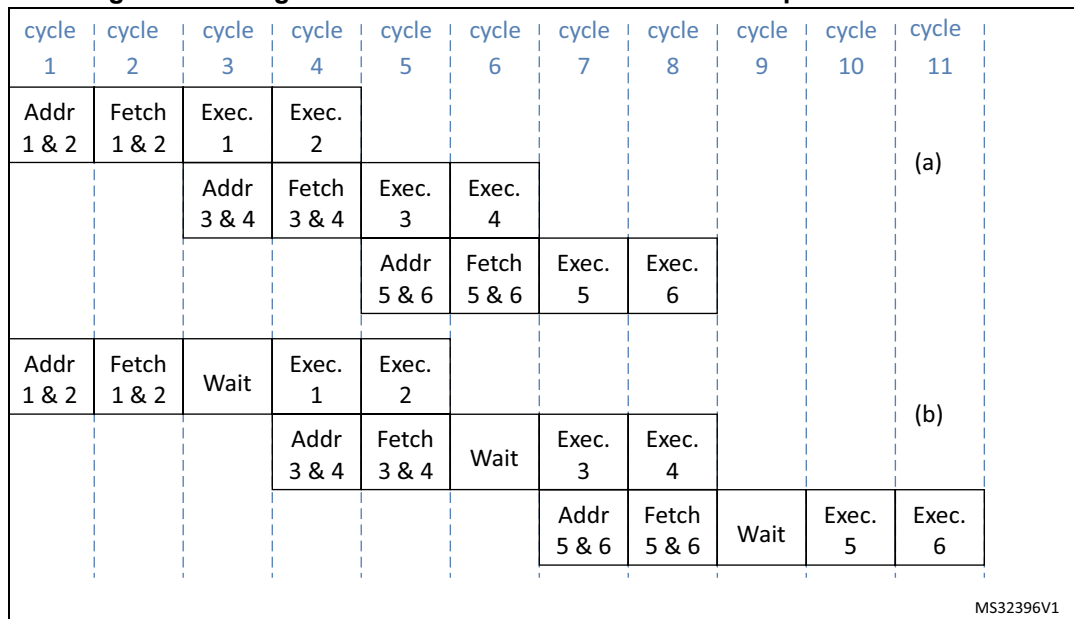 cycle cycle cycle cycle cycle cycle cycle cycle cycle cycle cycle
1 2 3 4 5 6 7 8 9 10 11
Addr Fetch Exec. Exec.
1 & 2 1 & 2 1 2
(a)
Addr Fetch Exec. Exec.
3 & 4 3 & 4 3 4
Addr Fetch Exec. Exec.
5 & 6 5 & 6 5 6
Addr Fetch Wait Exec. Exec.
1 & 2 1 & 2 1 2
(b)
Addr Fetch Wait Exec. Exec.
3 & 4 3 & 4 3 4
Addr Fetch Wait Exec. Exec.
5 & 6 5 & 6 5 6
MS32396V1